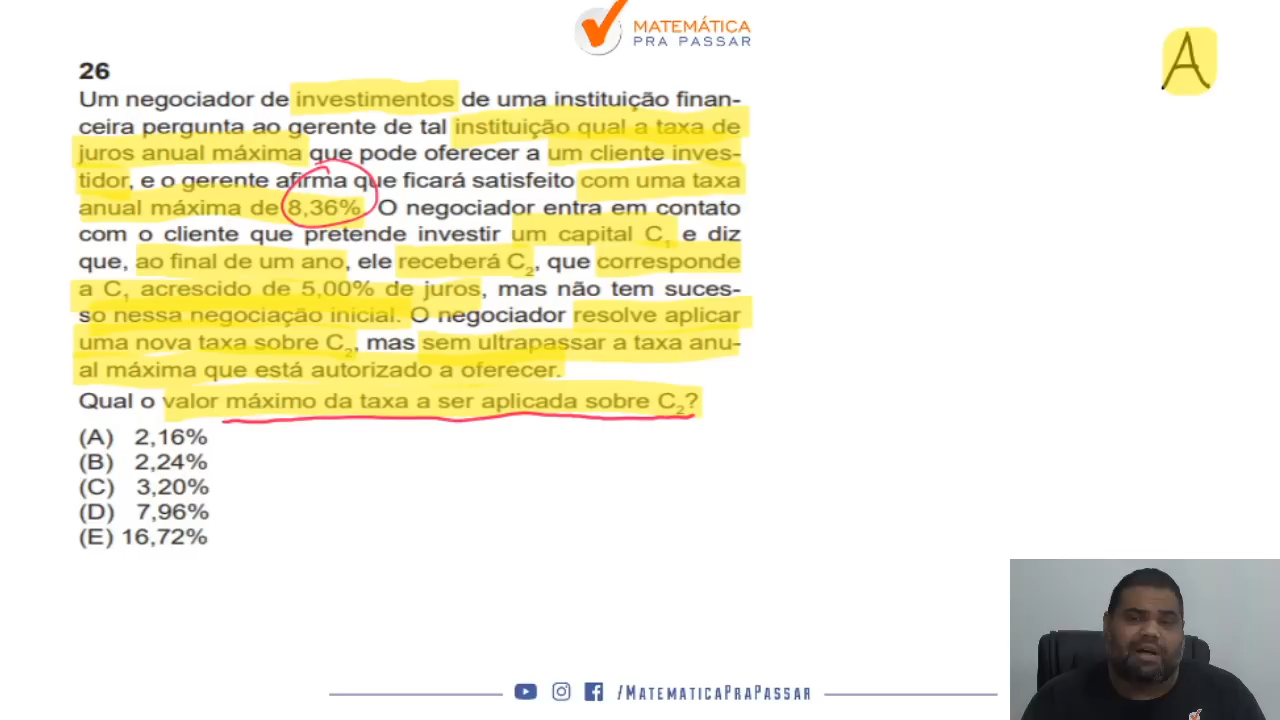 MATEMÁTICA
PRA PASSAR
A
26
Um negociador de investimentos de uma instituição finan-
ceira pergunta ao gerente de tal instituição qual a taxa de
juros anual máxima que pode oferecer a um cliente inves-
tidor, e o gerente afirma que ficará satisfeito com uma taxa
anual máxima de 8,36%. O negociador entra em contato
com o cliente que pretende investir um capital C₁ e diz
que, ao final de um ano, ele receberá C₂, que corresponde
a C₁ acrescido de 5,00% de juros, mas não tem suces-
so nessa negociação inicial. O negociador resolve aplicar
uma nova taxa sobre C₂, mas sem ultrapassar a taxa anu-
al máxima que está autorizado a oferecer.
Qual o valor máximo da taxa a ser aplicada sobre C₂?
(A) 2,16%
(B) 2,24%
(C) 3,20%
(D) 7,96%
(E) 16,72%
/MATEMATICAPRAPASSAR